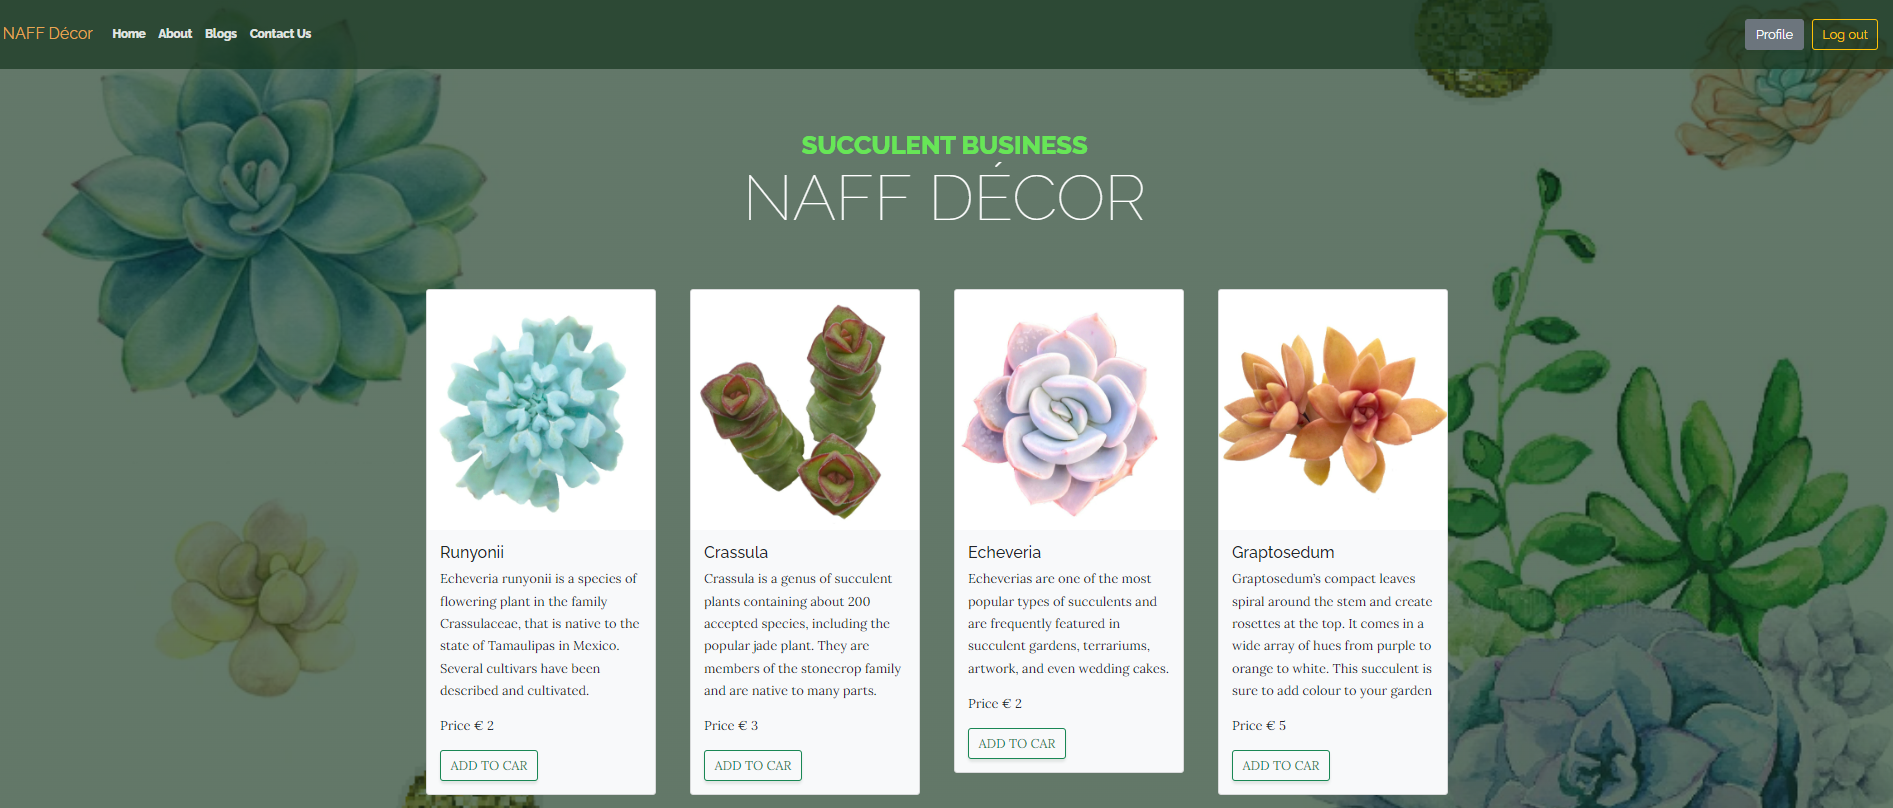 NAFF Décor Home About Blogs Contact Us Profile Log out
SUCCULENT BUSINESS
NAFF DÉCOR
Runyonii
Echeveria runyonii is a species of
flowering plant in the family
Crassulaceae, that is native to the
state of Tamaulipas in Mexico.
Several cultivars have been
described and cultivated.
Price € 2
ADD TO CAR
Crassula
Crassula is a genus of succulent
plants containing about 200
accepted species, including the
popular jade plant. They are
members of the stonecrop family
and are native to many parts.
Price € 3
ADD TO CAR
Echeveria
Echeverias are one of the most
popular types of succulents and
are frequently featured in
succulent gardens, terrariums,
artwork, and even wedding cakes.
Price € 2
ADD TO CAR
Graptosedum
Graptosedum's compact leaves
spiral around the stem and create
rosettes at the top. It comes in a
wide array of hues from purple to
orange to white. This succulent is
sure to add colour to your garden
Price € 5
ADD TO CAR